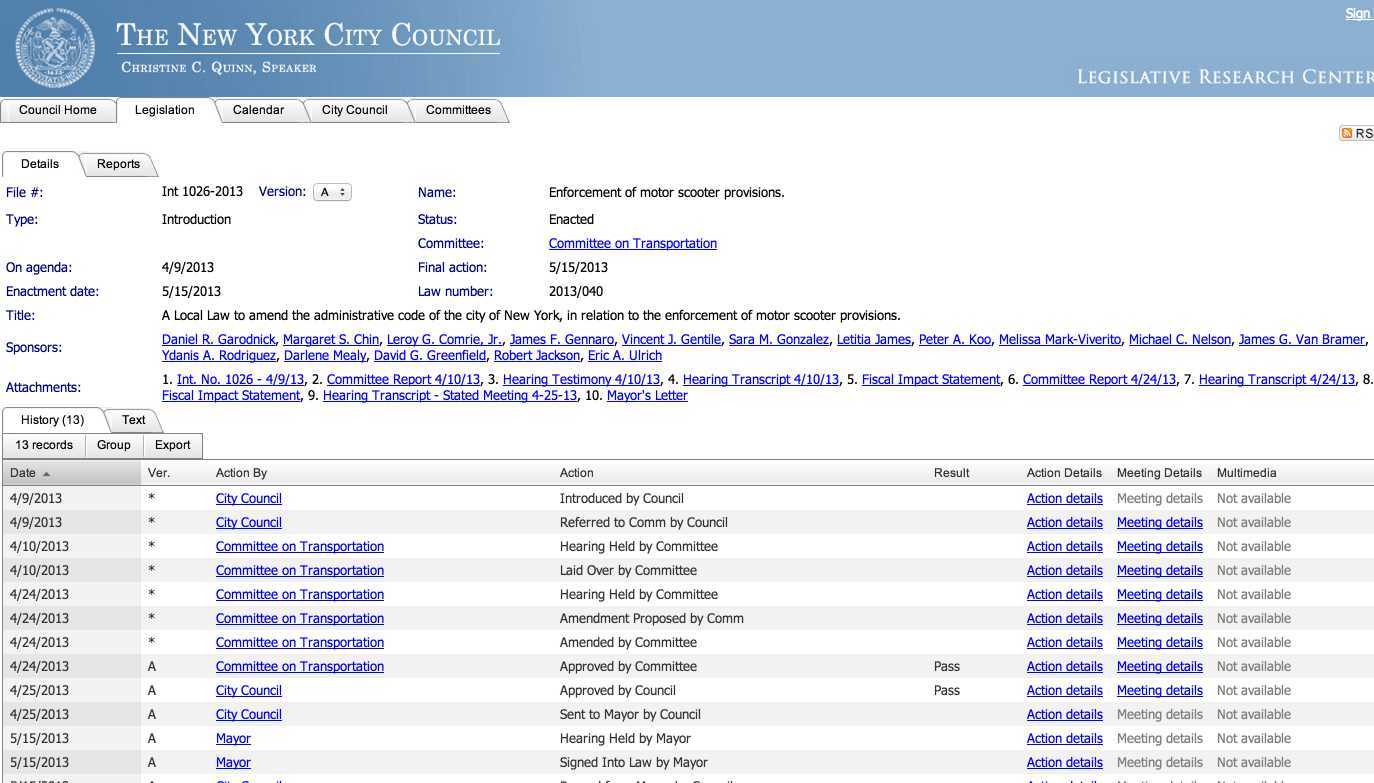 THE NEW YORK CITY COUNCIL
CHRISTINE C. QUINN, SPEAKER
Sign
LEGISLATIVE RESEARCH CENTER
Council Home Legislation Calendar City Council Committees
RS
Details Reports
File #: Int 1026-2013 Version: A Name: Enforcement of motor scooter provisions.
Type: Introduction Status: Enacted
Committee: Committee on Transportation
On agenda: 4/9/2013 Final action: 5/15/2013
Enactment date: 5/15/2013 Law number: 2013/040
Title: A Local Law to amend the administrative code of the city of New York, in relation to the enforcement of motor scooter provisions.
Sponsors: Daniel R. Garodnick, Margaret S. Chin, Leroy G. Comrie, Jr., James F. Gennaro, Vincent J. Gentile, Sara M. Gonzalez, Letitia James, Peter A. Koo, Melissa Mark-Viverito, Michael C. Nelson, James G. Van Bramer,
Ydanis A. Rodriguez, Darlene Mealy, David G. Greenfield, Robert Jackson, Eric A. Ulrich
Attachments: 1. Int. No. 1026 - 4/9/13, 2. Committee Report 4/10/13, 3. Hearing Testimony 4/10/13, 4. Hearing Transcript 4/10/13, 5. Fiscal Impact Statement, 6. Committee Report 4/24/13, 7. Hearing Transcript 4/24/13, 8.
Fiscal Impact Statement, 9. Hearing Transcript - Stated Meeting 4-25-13, 10. Mayor's Letter
History (13) Text
13 records Group Export
Date Ver. Action By Action Result Action Details Meeting Details Multimedia
4/9/2013 * City Council Introduced by Council Action details Meeting details Not available
4/9/2013 * City Council Referred to Comm by Council Action details Meeting details Not available
4/10/2013 * Committee on Transportation Hearing Held by Committee Action details Meeting details Not available
4/10/2013 * Committee on Transportation Laid Over by Committee Action details Meeting details Not available
4/24/2013 * Committee on Transportation Hearing Held by Committee Action details Meeting details Not available
4/24/2013 * Committee on Transportation Amendment Proposed by Comm Action details Meeting details Not available
4/24/2013 * Committee on Transportation Amended by Committee Action details Meeting details Not available
4/24/2013 A Committee on Transportation Approved by Committee Pass Action details Meeting details Not available
4/25/2013 A City Council Approved by Council Pass Action details Meeting details Not available
4/25/2013 A City Council Sent to Mayor by Council Action details Meeting details Not available
5/15/2013 A Mayor Hearing Held by Mayor Action details Meeting details Not available
5/15/2013 A Mayor Signed Into Law by Mayor Action details Meeting details Not available